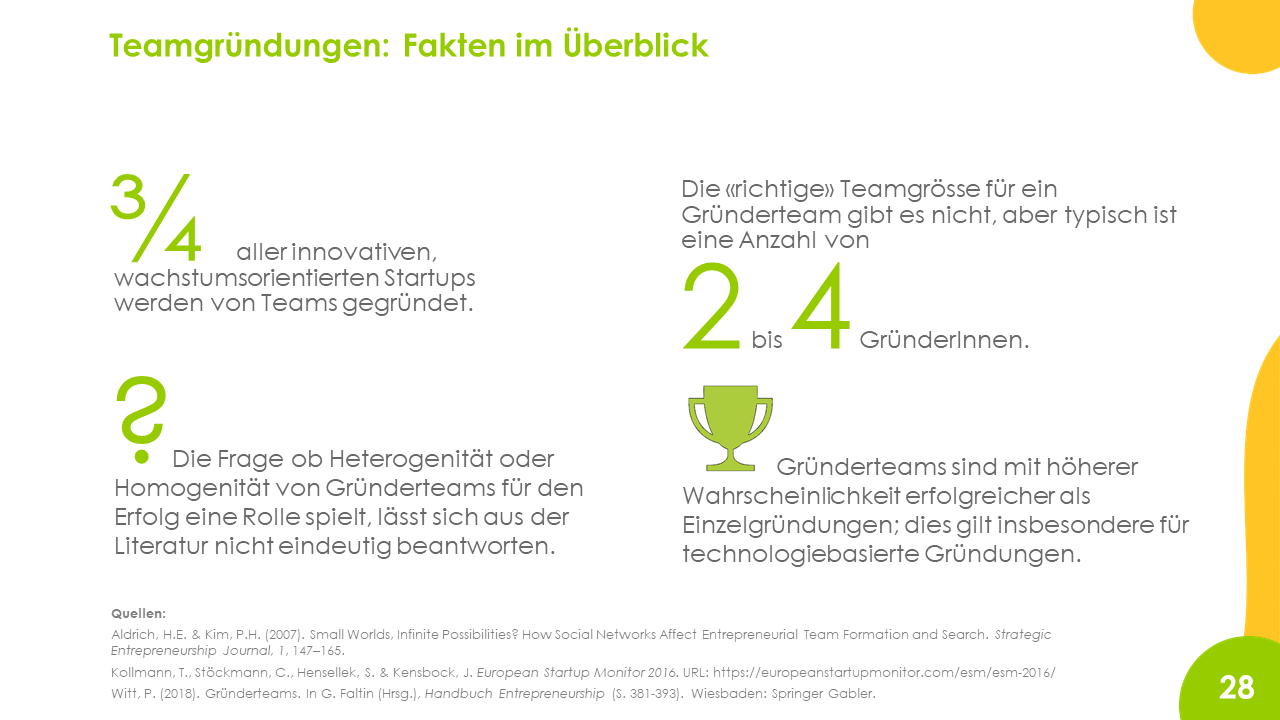 Teamgründungen: Fakten im Überblick
¾ aller innovativen,
wachstumsorientierten Startups
werden von Teams gegründet.
Die «richtige» Teamgrösse für ein
Gründerteam gibt es nicht, aber typisch ist
eine Anzahl von
2 bis 4 GründerInnen.
? Die Frage ob Heterogenität oder
Homogenität von Gründerteams für den
Erfolg eine Rolle spielt, lässt sich aus der
Literatur nicht eindeutig beantworten.
Gründerteams sind mit höherer
Wahrscheinlichkeit erfolgreicher als
Einzelgründungen; dies gilt insbesondere für
technologiebasierte Gründungen.
Quellen:
Aldrich, H.E. & Kim, P.H. (2007). Small Worlds, Infinite Possibilities? How Social Networks Affect Entrepreneurial Team Formation and Search. Strategic
Entrepreneurship Journal, 1, 147–165.
Kollmann, T., Stöckmann, C., Hensellek, S. & Kensbock, J. European Startup Monitor 2016. URL: https://europeanstartupmonitor.com/esm/esm-2016/
Witt, P. (2018). Gründerteams. In G. Faltin (Hrsg.), Handbuch Entrepreneurship (S. 381-393). Wiesbaden: Springer Gabler.
28